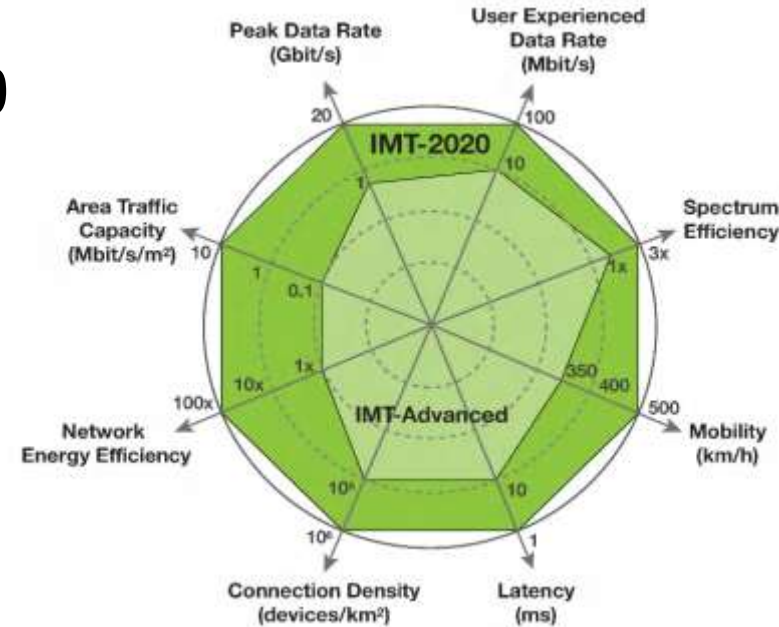 Peak Data Rate
(Gbit/s)
User Experienced
Data Rate
(Mbit/s)
20
100
IMT-2020
1
10
Area Traffic
Capacity
(Mbit/s/m²)
Spectrum
Efficiency
10
1
0.1
1x
3x
1x
10x
100x
350
400
500
Network
Energy Efficiency
IMT-Advanced
Mobility
(km/h)
10
10⁶
1
Connection Density
(devices/km²)
Latency
(ms)